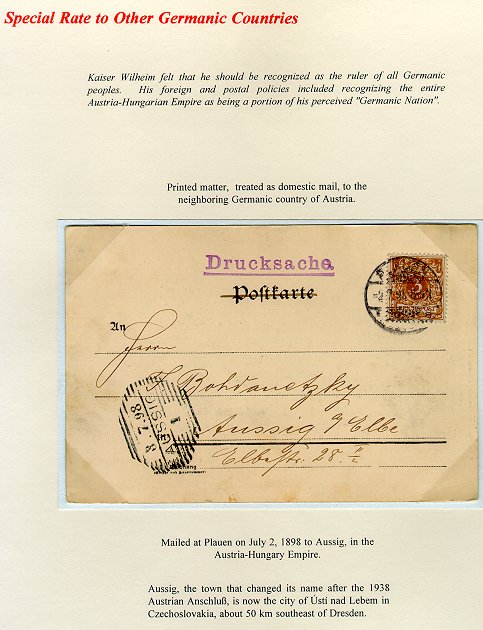 Special Rate to Other Germanic Countries
Kaiser Wilheim felt that he should be recognized as the ruler of all Germanic
peoples. His foreign and postal policies included recognizing the entire
Austria-Hungarian Empire as being a portion of his perceived "Germanic Nation".
Printed matter, treated as domestic mail, to the
neighboring Germanic country of Austria.
Drucksache
Postkarte
An
Herrn
Bohdanetzky
Aussig a/Elbe
Elbestr. 28
3
AUSSIG
Mailed at Plauen on July 2, 1898 to Aussig, in the
Austria-Hungary Empire.
Aussig, the town that changed its name after the 1938
Austrian Anschluß, is now the city of Ústí nad Lebem in
Czechoslovakia, about 50 km southeast of Dresden.